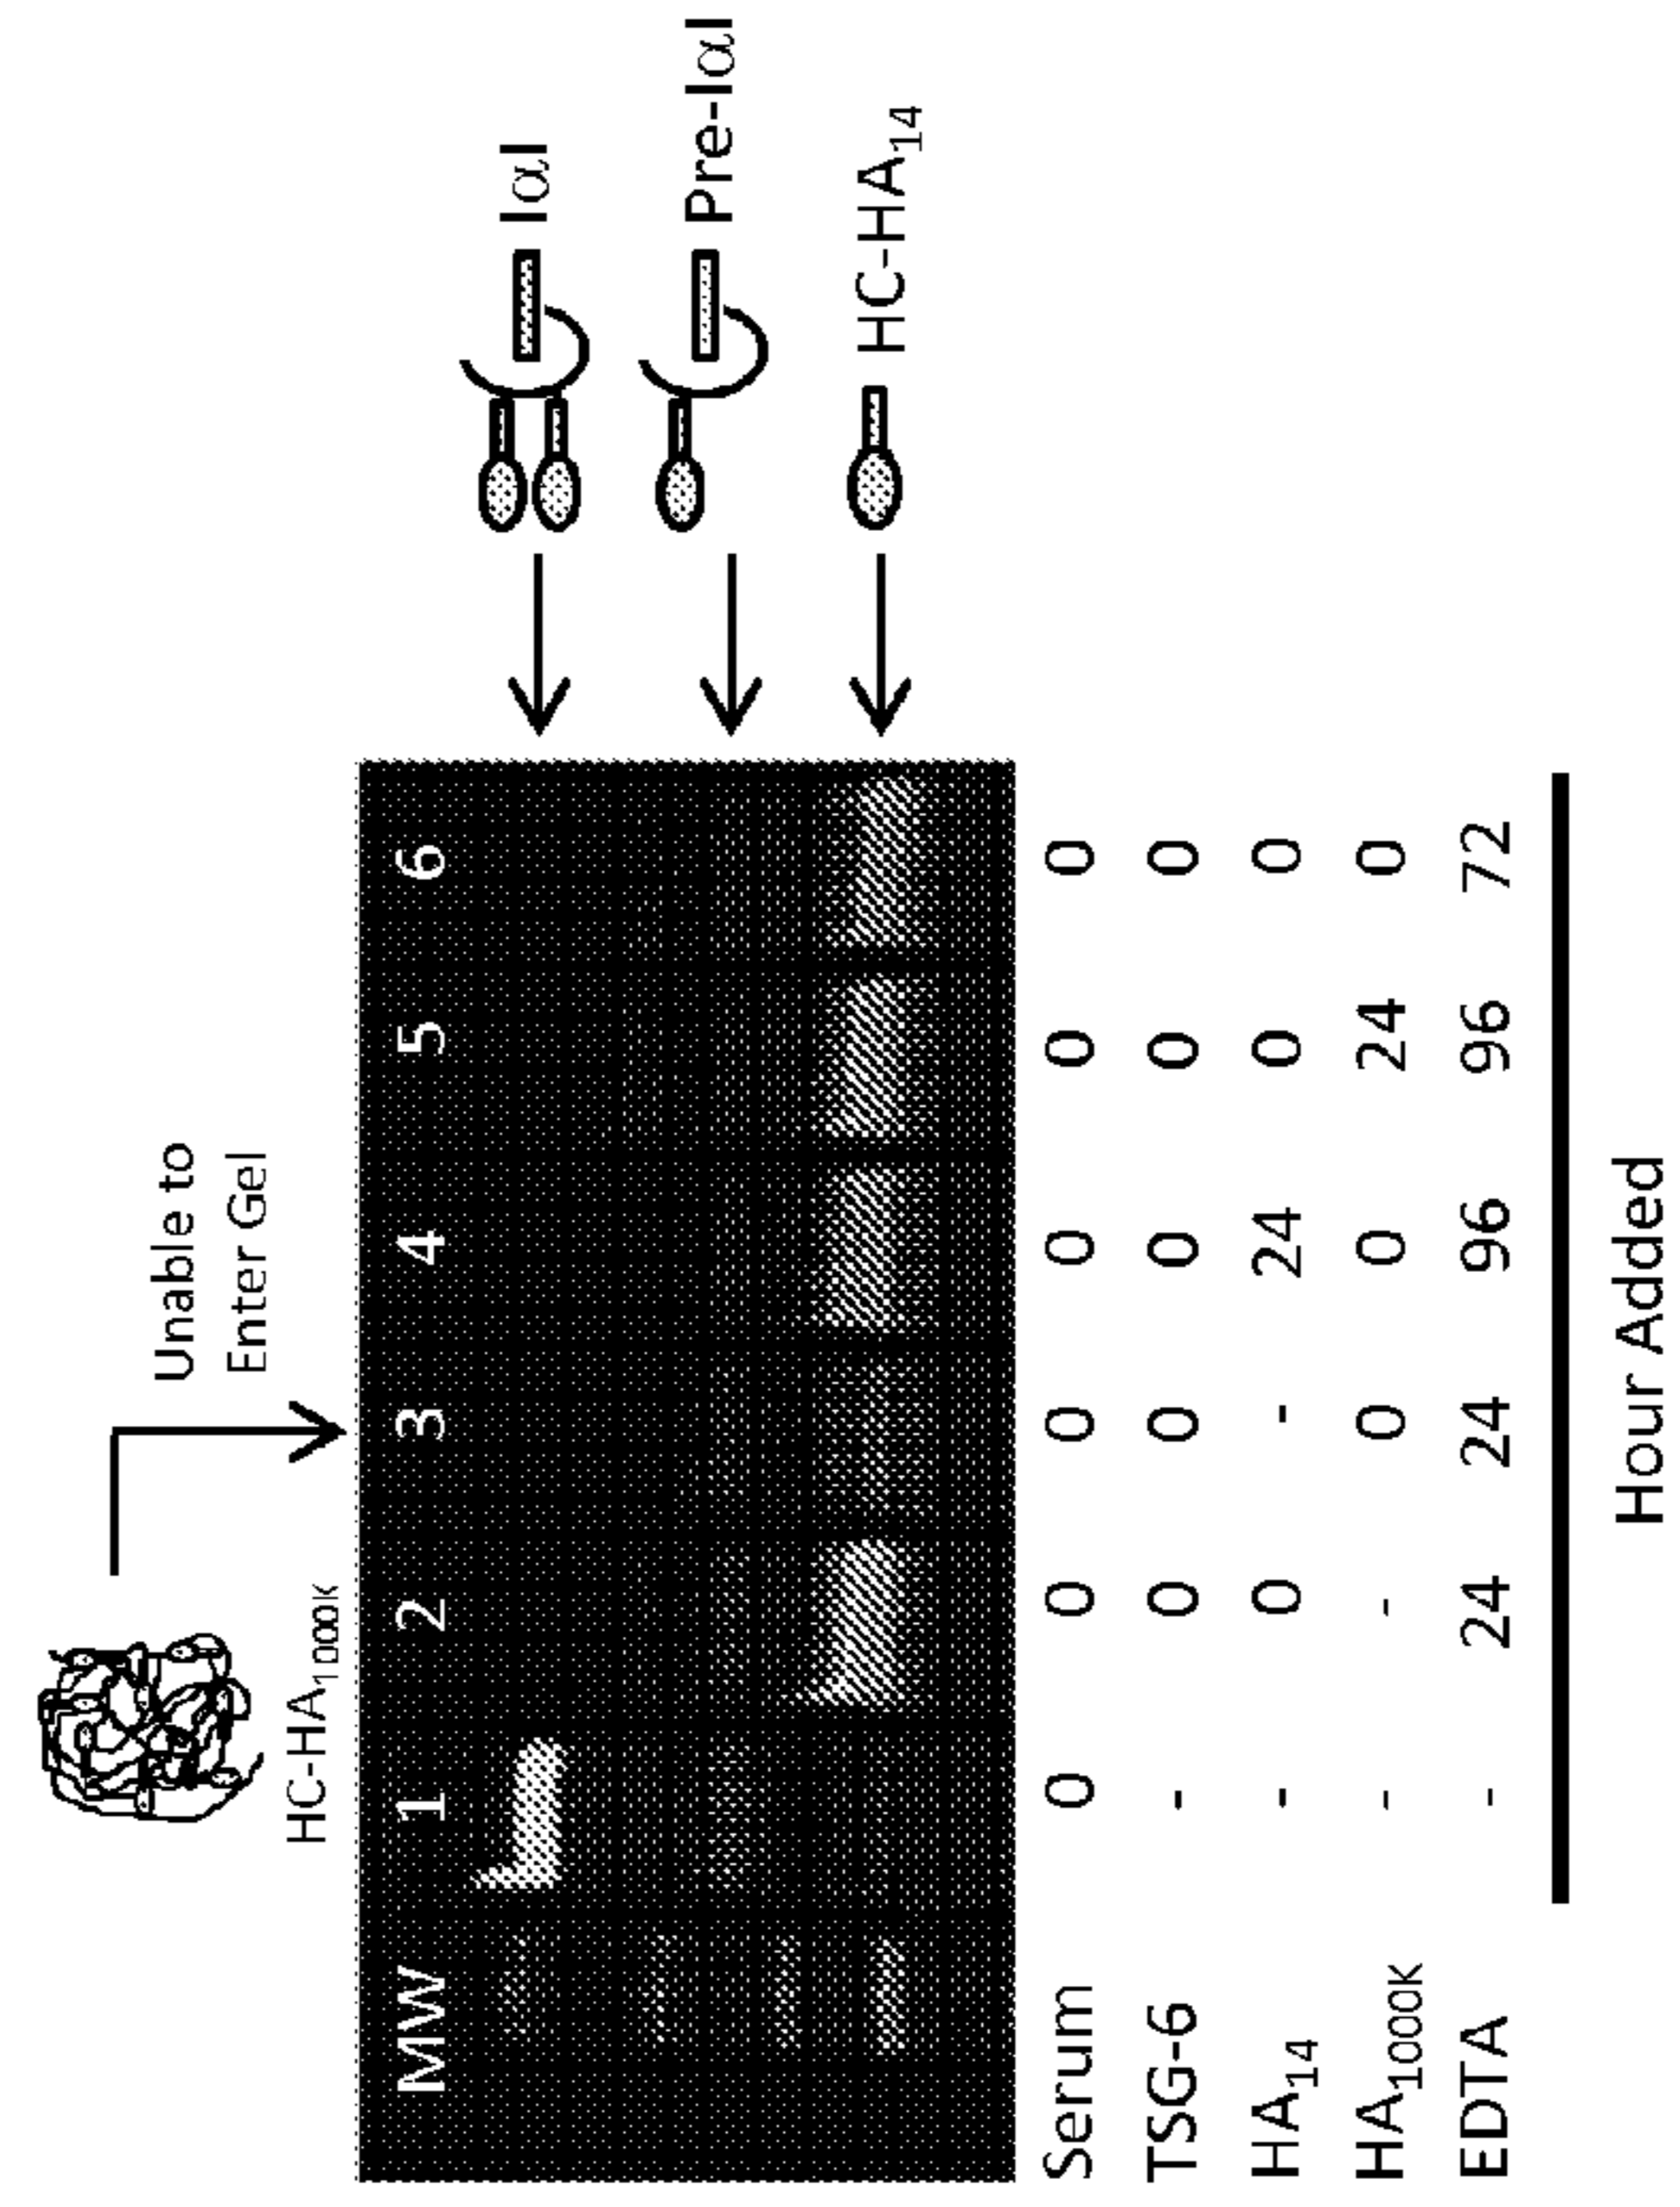 HC-HA1000K
Unable to
Enter Gel
MW 1 2 3 4 5 6
IαI
Pre-IαI
HC-HA14
Serum 0 0 0 0 0 0
TSG-6 - 0 0 0 0 0
HA14 - 0 - 24 0 0
HA1000K - - 0 0 24 0
EDTA - 24 24 96 96 72
Hour Added